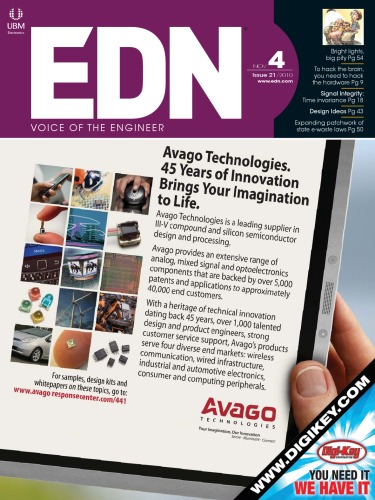 UBM
Electronics
EDN
VOICE OF THE ENGINEER
NOV 4
Issue 21/2010
www.edn.com
Bright lights,
big pity Pg 54
To hack the brain,
you need to hack
the hardware Pg 9
Signal Integrity:
Time invariance Pg 18
Design Ideas Pg 43
Expanding patchwork of
state e-waste laws Pg 50
Avago Technologies.
45 Years of Innovation
Brings Your Imagination
to Life.
Avago Technologies is a leading supplier in
III-V compound and silicon semiconductor
design and processing.
Avago provides an extensive range of
analog, mixed signal and optoelectronics
components that are backed by over 5,000
patents and applications to approximately
40,000 end customers.
With a heritage of technical innovation
dating back 45 years, over 1,000 talented
design and product engineers, strong
customer service support, Avago's products
serve four diverse end markets: wireless
communication, wired infrastructure,
industrial and automotive electronics,
consumer and computing peripherals.
For samples, design kits and
whitepapers on these topics, go to:
www.avago responsecenter.com/441
AVAGO
TECHNOLOGIES
Your Imagination, Our Innovation
Sense · Illuminate · Connect
WWW.DIGIKEY.COM
Digi-Key
CORPORATION
YOU NEED IT
WE HAVE IT